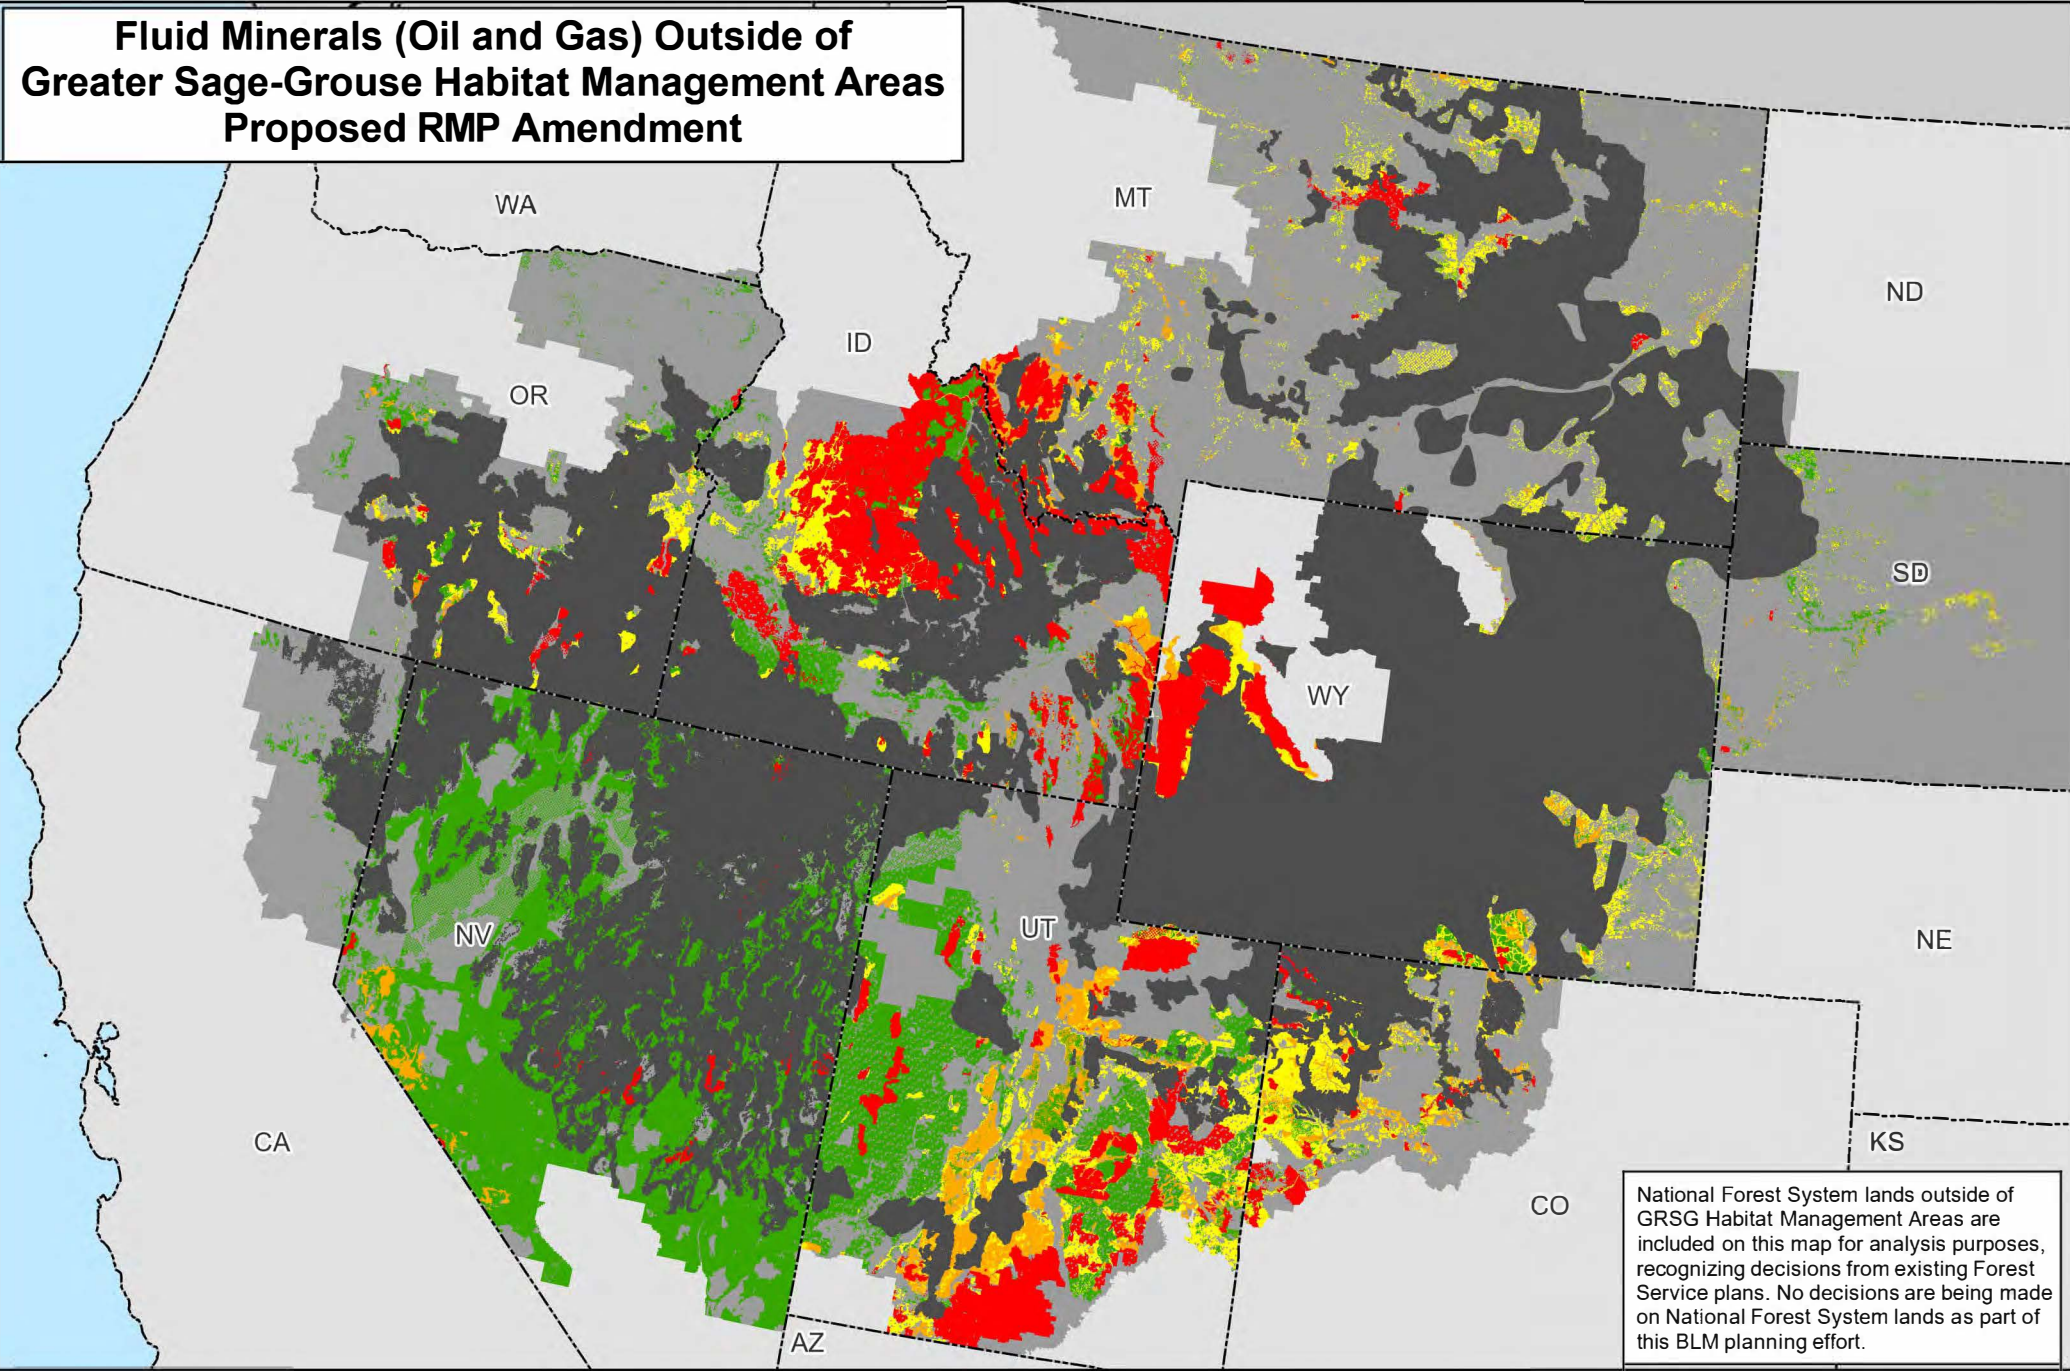 Fluid Minerals (Oil and Gas) Outside of
Greater Sage-Grouse Habitat Management Areas
Proposed RMP Amendment
WA
MT
ND
ID
OR
SD
WY
NV
UT
NE
CA
KS
CO
AZ
National Forest System lands outside of
GRSG Habitat Management Areas are
included on this map for analysis purposes,
recognizing decisions from existing Forest
Service plans. No decisions are being made
on National Forest System lands as part of
this BLM planning effort.